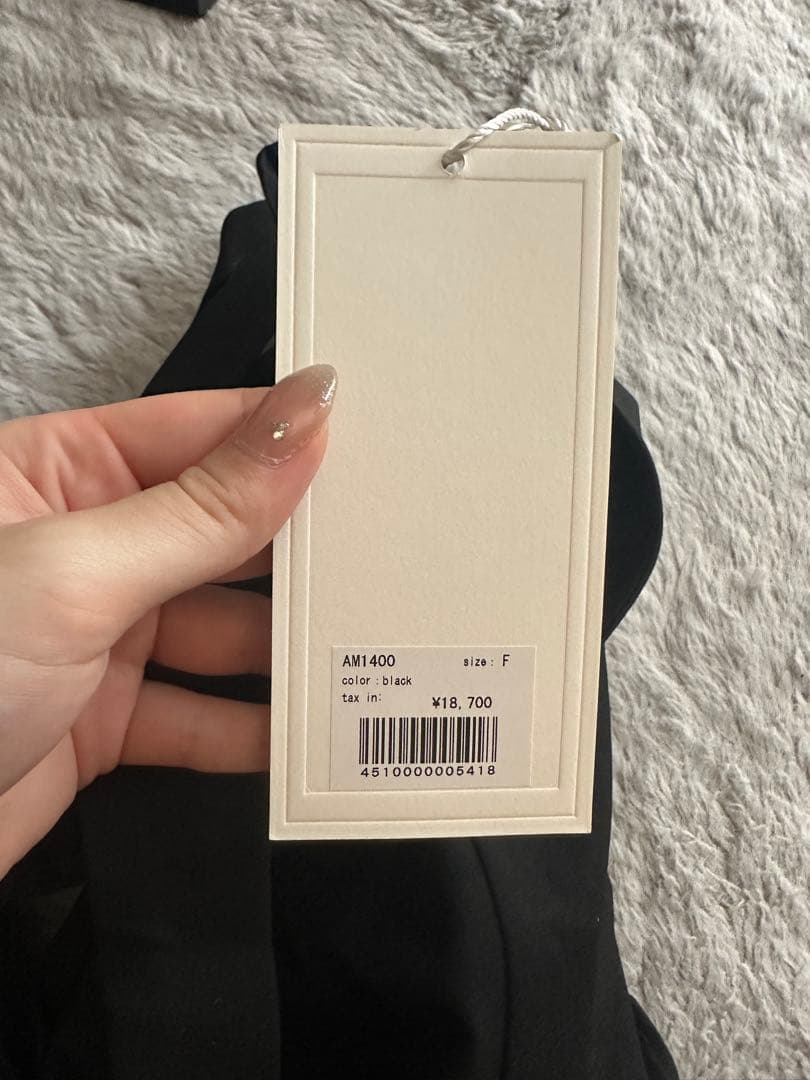 AM1400 size: F
color:black
tax in: ¥18,700
4510000005418